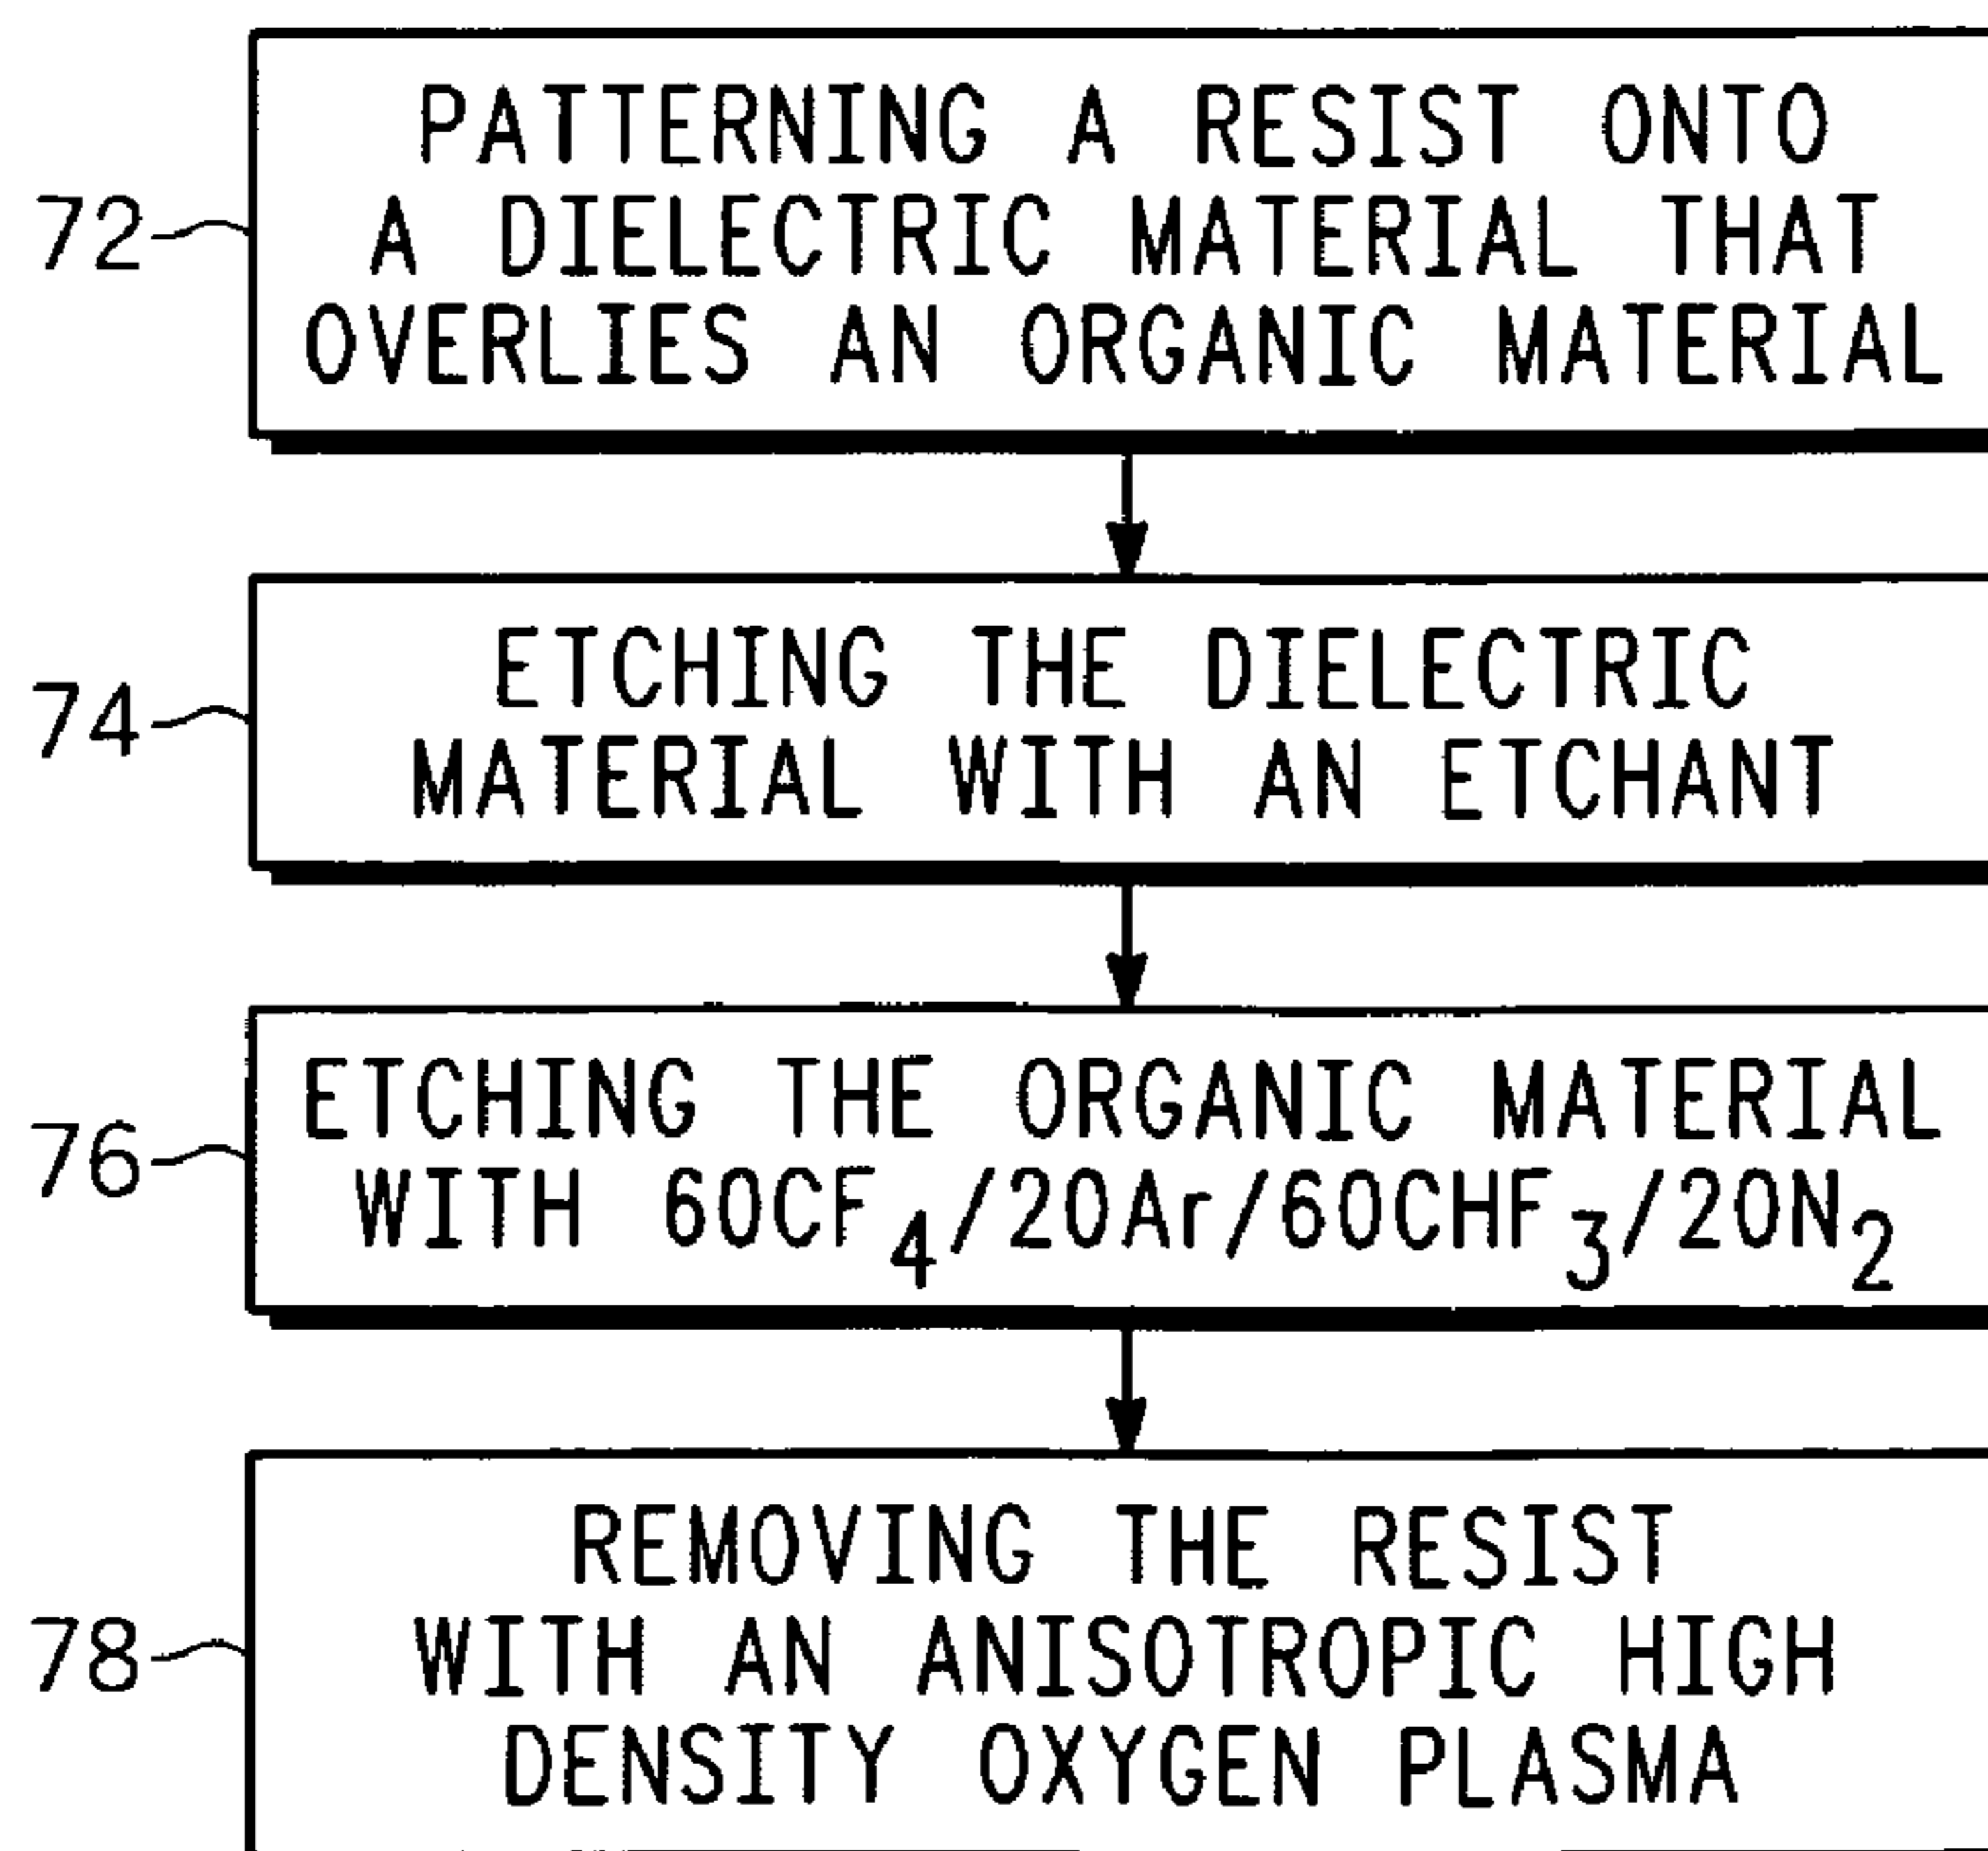 72
PATTERNING A RESIST ONTO
A DIELECTRIC MATERIAL THAT
OVERLIES AN ORGANIC MATERIAL
74
ETCHING THE DIELECTRIC
MATERIAL WITH AN ETCHANT
76
ETCHING THE ORGANIC MATERIAL
WITH 60CF₄/20Ar/60CHF₃/20N₂
78
REMOVING THE RESIST
WITH AN ANISOTROPIC HIGH
DENSITY OXYGEN PLASMA